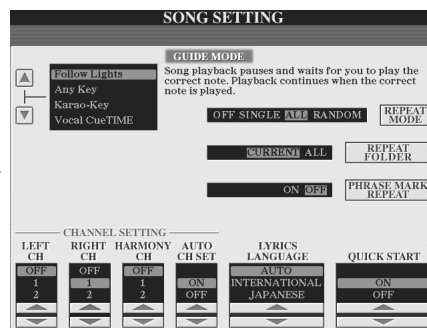 SONG SETTING
GUIDE MODE
Follow Lights
Any Key
Karao-Key
Vocal CueTIME
Song playback pauses and waits for you to play the
correct note. Playback continues when the correct
note is played.
OFF SINGLE ALL RANDOM
REPEAT
MODE
CURRENT ALL
REPEAT
FOLDER
ON OFF
PHRASE MARK
REPEAT
CHANNEL SETTING
LEFT
CH
OFF
1
2
RIGHT
CH
OFF
1
2
HARMONY
CH
OFF
1
2
AUTO
CH SET
ON
OFF
LYRICS
LANGUAGE
AUTO
INTERNATIONAL
JAPANESE
QUICK START
ON
OFF